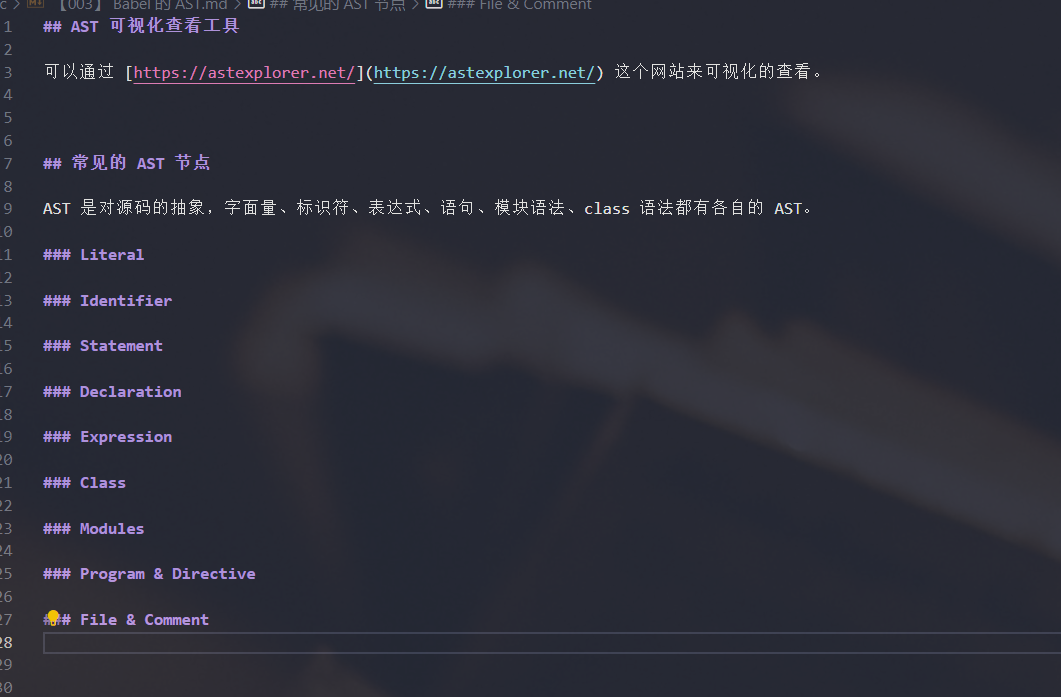 【003】 Babel 的 AST.md > ## 常见的 AST 节点 > ### File & Comment
1 ## AST 可视化查看工具
2
3 可以通过 [https://astexplorer.net/](https://astexplorer.net/) 这个网站来可视化的查看。
4
5
6
7 ## 常见的 AST 节点
8
9 AST 是对源码的抽象，字面量、标识符、表达式、语句、模块语法、class 语法都有各自的 AST。
10
11 ### Literal
12
13 ### Identifier
14
15 ### Statement
16
17 ### Declaration
18
19 ### Expression
20
21 ### Class
22
23 ### Modules
24
25 ### Program & Directive
26
27 ### File & Comment
28
29
30